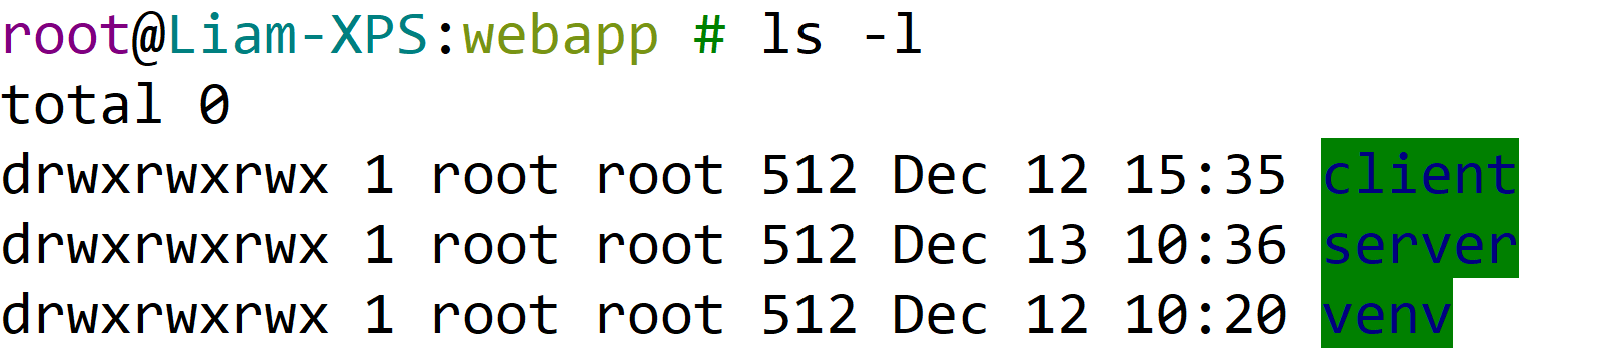 root@Liam-XPS:webapp # ls -l
total 0
drwxrwxrwx 1 root root 512 Dec 12 15:35 client
drwxrwxrwx 1 root root 512 Dec 13 10:36 server
drwxrwxrwx 1 root root 512 Dec 12 10:20 venv